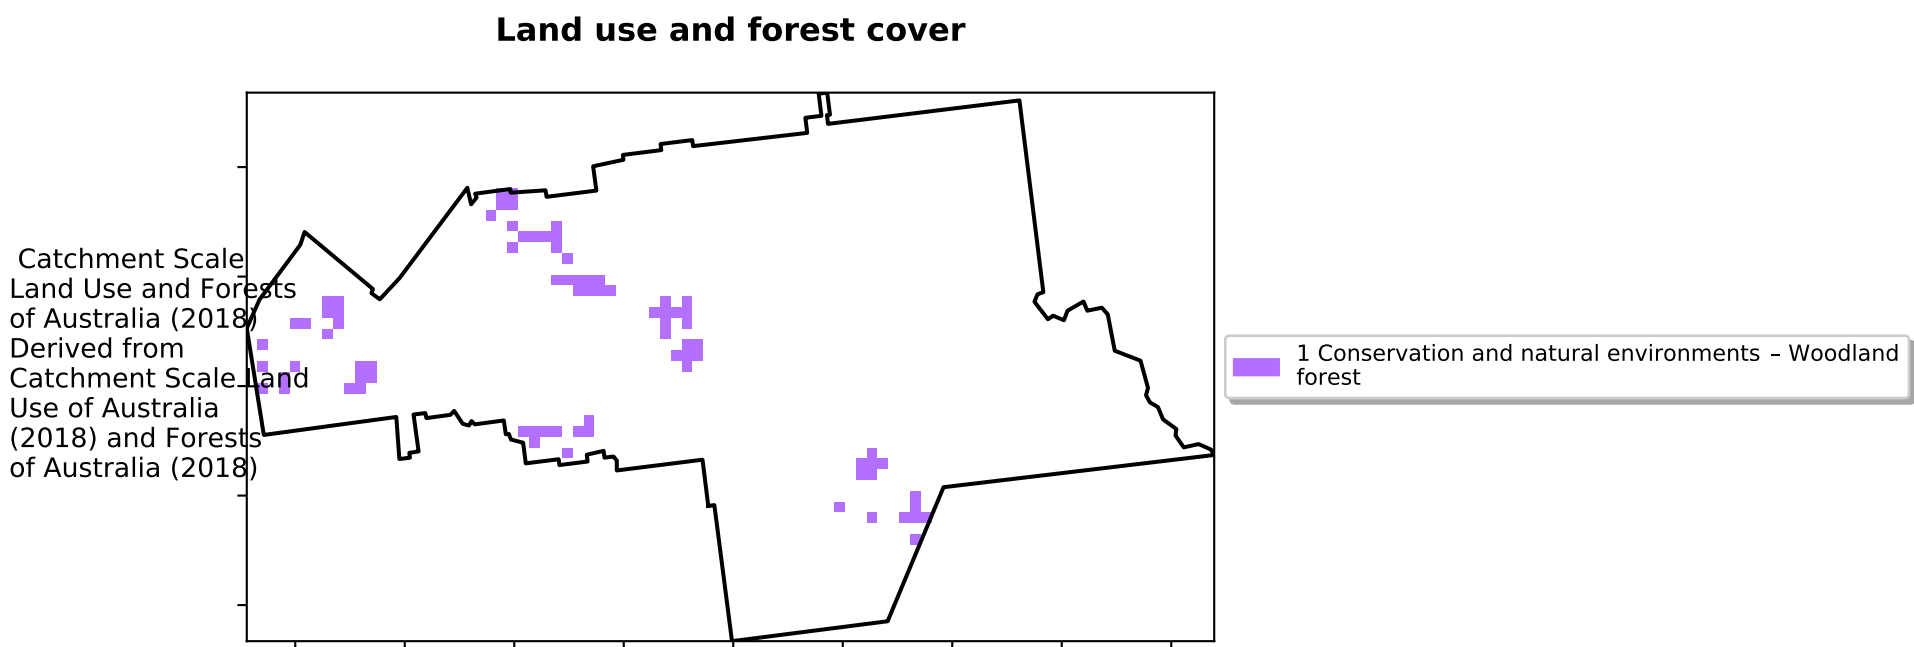 Land use and forest cover
Catchment Scale
Land Use and Forests
of Australia (2018)
Derived from
Catchment Scale Land
Use of Australia
(2018) and Forests
of Australia (2018)
1 Conservation and natural environments – Woodland
forest